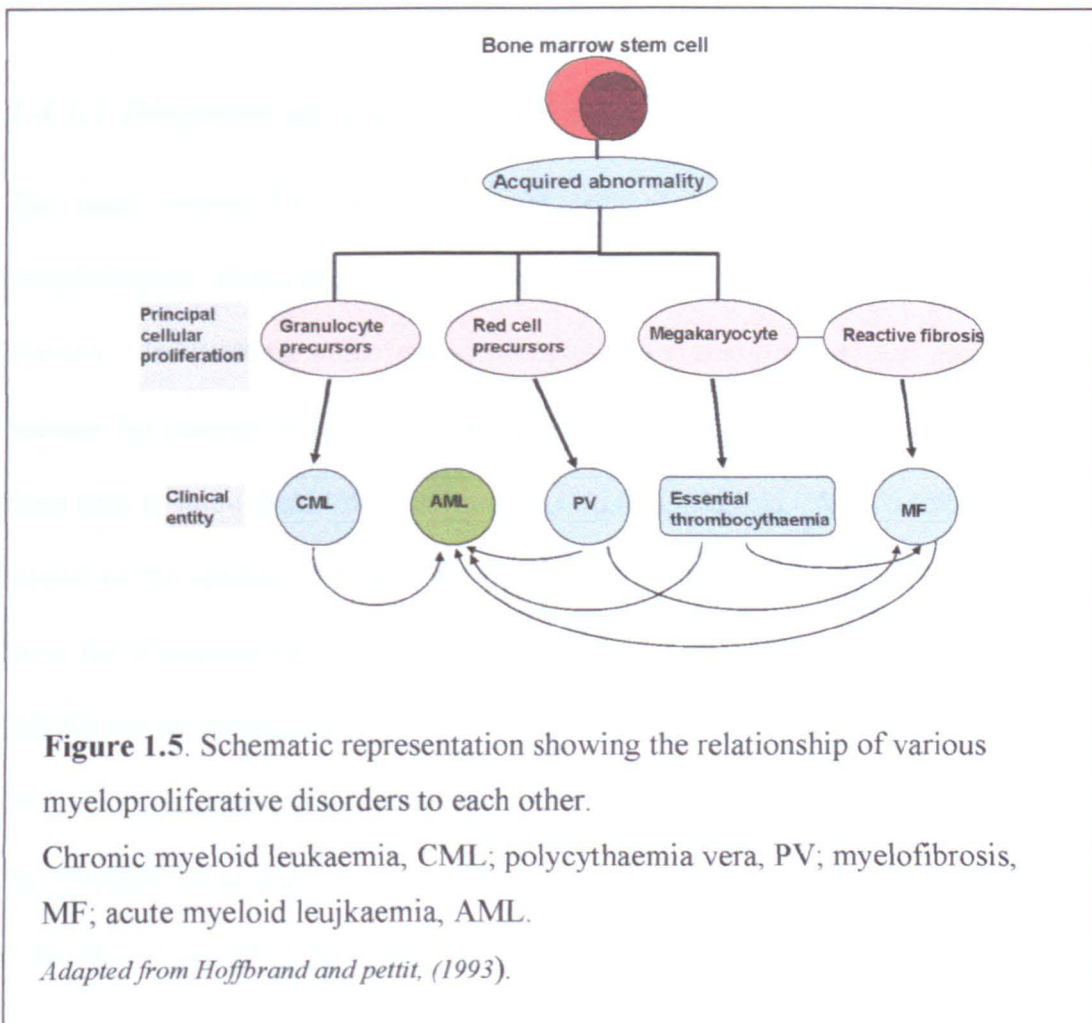 Bone marrow stem cell
Acquired abnormality
Principal
cellular
proliferation
Granulocyte
precursors
Red cell
precursors
Megakaryocyte
Reactive fibrosis
Clinical
entity
CML
AML
PV
Essential
thrombocythaemia
MF
Figure 1.5. Schematic representation showing the relationship of various
myeloproliferative disorders to each other.
Chronic myeloid leukaemia, CML; polycythaemia vera, PV; myelofibrosis,
MF; acute myeloid leujkaemia, AML.
Adapted from Hoffbrand and pettit, (1993).